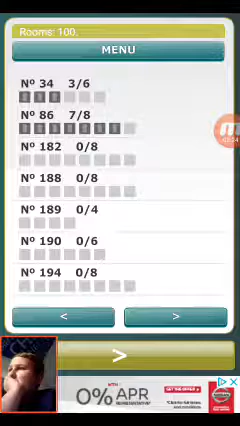 Rooms: 100.
MENU
Nº 34 3/6
Nº 86 7/8
Nº 182 0/8
Nº 188 0/8
Nº 189 0/4
Nº 190 0/6
Nº 194 0/8
< >
>
0% APR
NISSAN